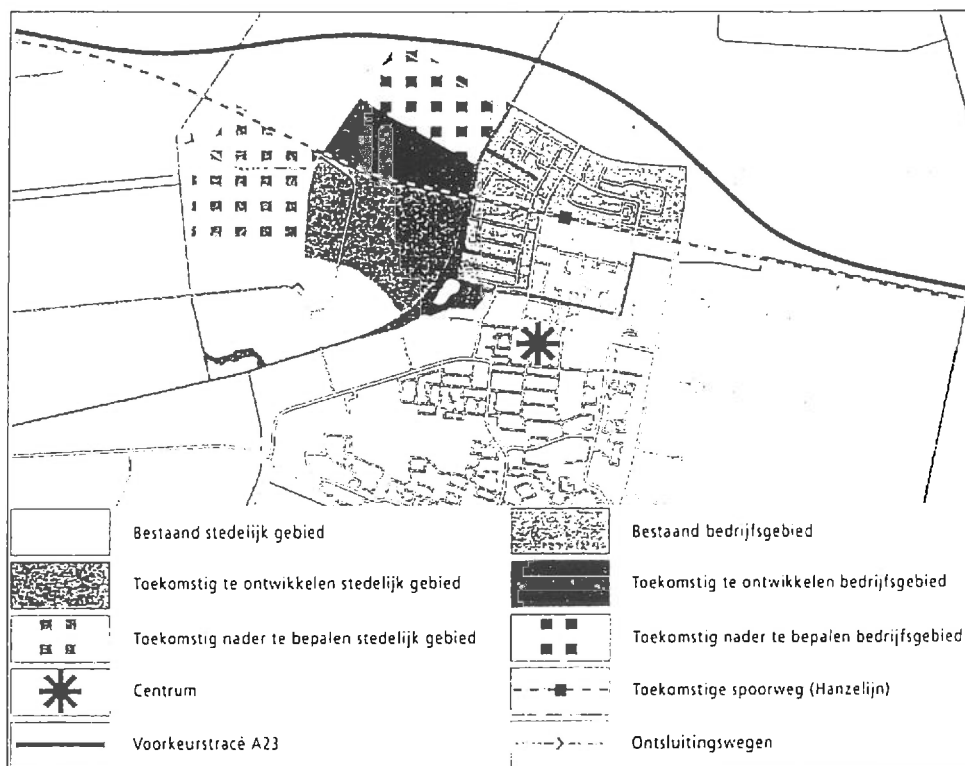 Bestaand stedelijk gebied
Bestaand bedrijfsgebied
Toekomstig te ontwikkelen stedelijk gebied
Toekomstig te ontwikkelen bedrijfsgebied
Toekomstig nader te bepalen stedelijk gebied
Toekomstig nader te bepalen bedrijfsgebied
Centrum
Toekomstige spoorweg (Hanzelijn)
Voorkeurstracé A23
Ontsluitingswegen